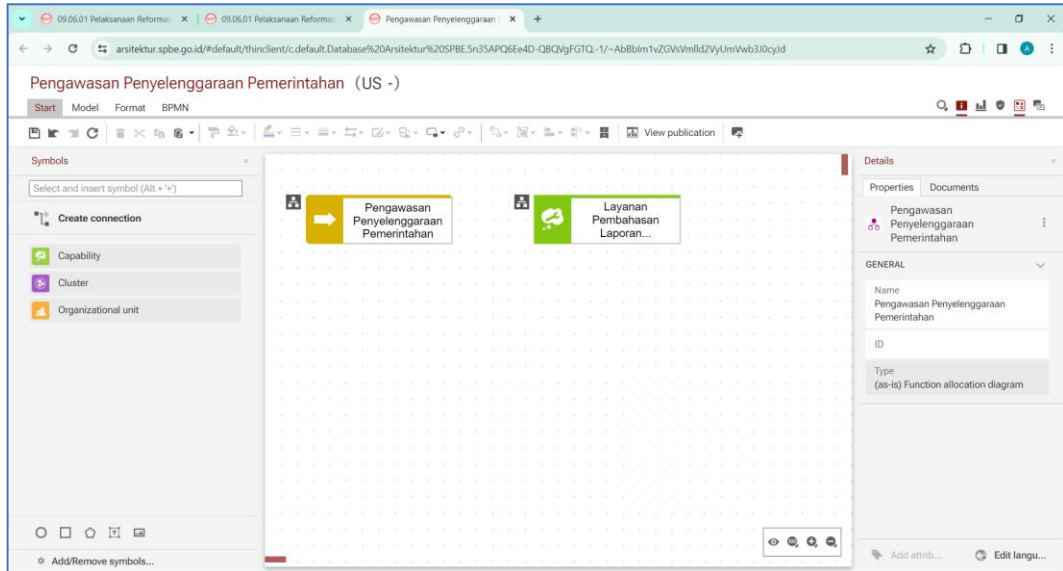 09.06.01 Pelaksanaan Reformas
09.06.01 Pelaksanaan Reformas
Pengawasan Penyelenggaraan
arsitektur.spbe.go.id/#default/thinclient/c.default.Database%20Arsitektur%20SPBE.5n35APQ6Ee4D-QBQVgFGTQ.-1/~AbBbIm1vZGVsVmlld2VyUmVwb3J0cyJd
Pengawasan Penyelenggaraan Pemerintahan (US -)
Start Model Format BPMN
View publication
Symbols
Select and insert symbol (Alt + '+')
Create connection
Capability
Cluster
Organizational unit
Add/Remove symbols...
Pengawasan
Penyelenggaraan
Pemerintahan
Layanan
Pembahasan
Laporan...
Details
Properties Documents
Pengawasan
Penyelenggaraan
Pemerintahan
GENERAL
Name
Pengawasan Penyelenggaraan
Pemerintahan
ID
Type
(as-is) Function allocation diagram
Add attrib...
Edit langu...